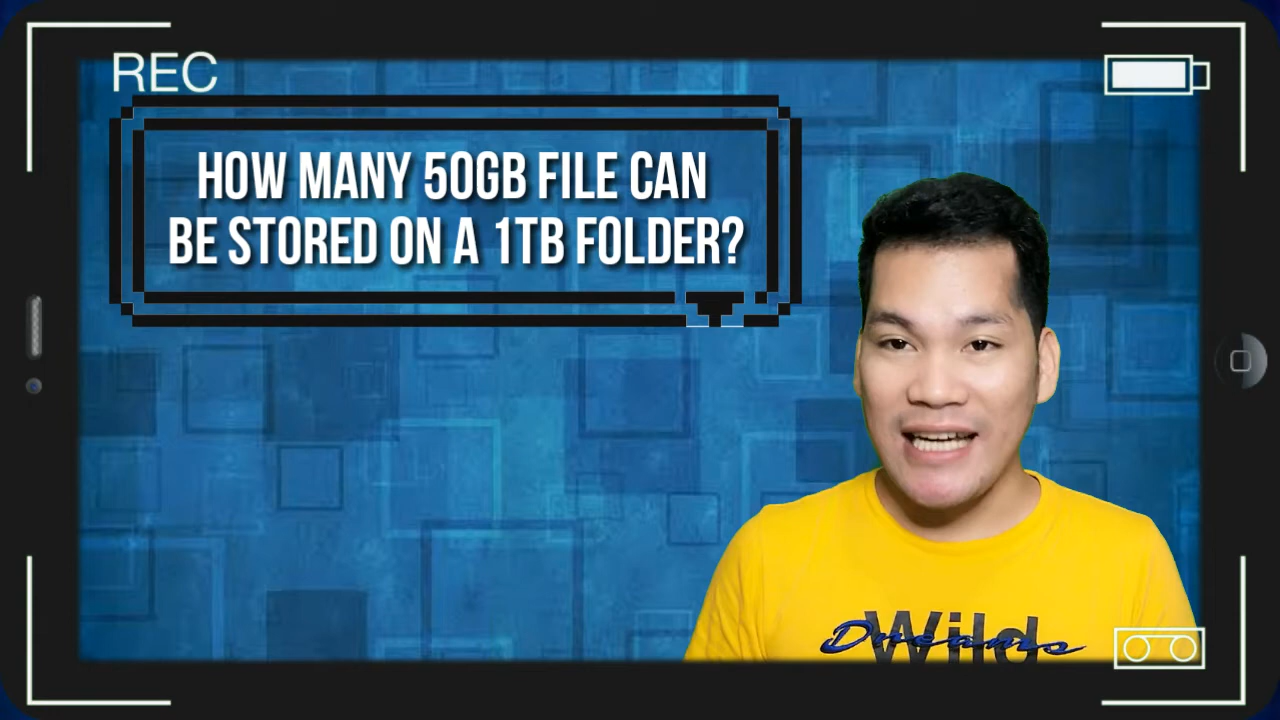 REC
HOW MANY 50GB FILE CAN
BE STORED ON A 1TB FOLDER?
Wild
Dreams